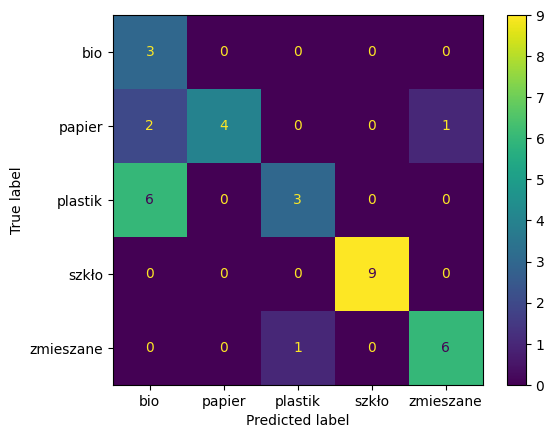 bio 3 0 0 0 0
papier 2 4 0 0 1
plastik 6 0 3 0 0
szkło 0 0 0 9 0
zmieszane 0 0 1 0 6
bio papier plastik szkło zmieszane
Predicted label
True label
9
8
7
6
5
4
3
2
1
0